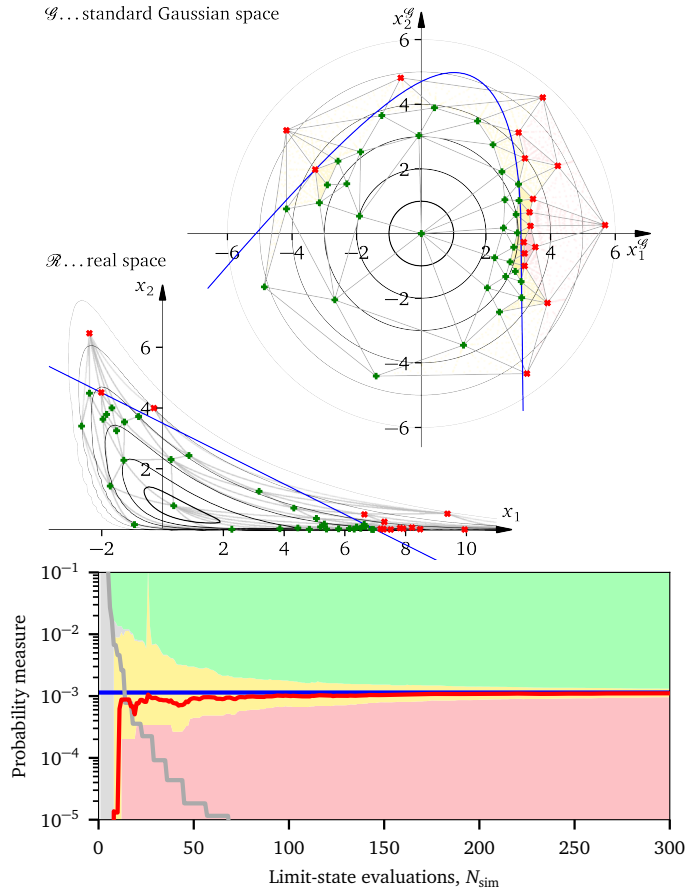 𝒢...standard Gaussian space
x₂^𝒢
6
4
2
−6 −4 −2 2 4 6 x₁^𝒢
−2
−4
−6
ℛ...real space
x₂
6
4
2
x₁
−2 2 4 6 8 10
Probability measure
10⁻¹
10⁻²
10⁻³
10⁻⁴
10⁻⁵
0 50 100 150 200 250 300
Limit-state evaluations, N_sim